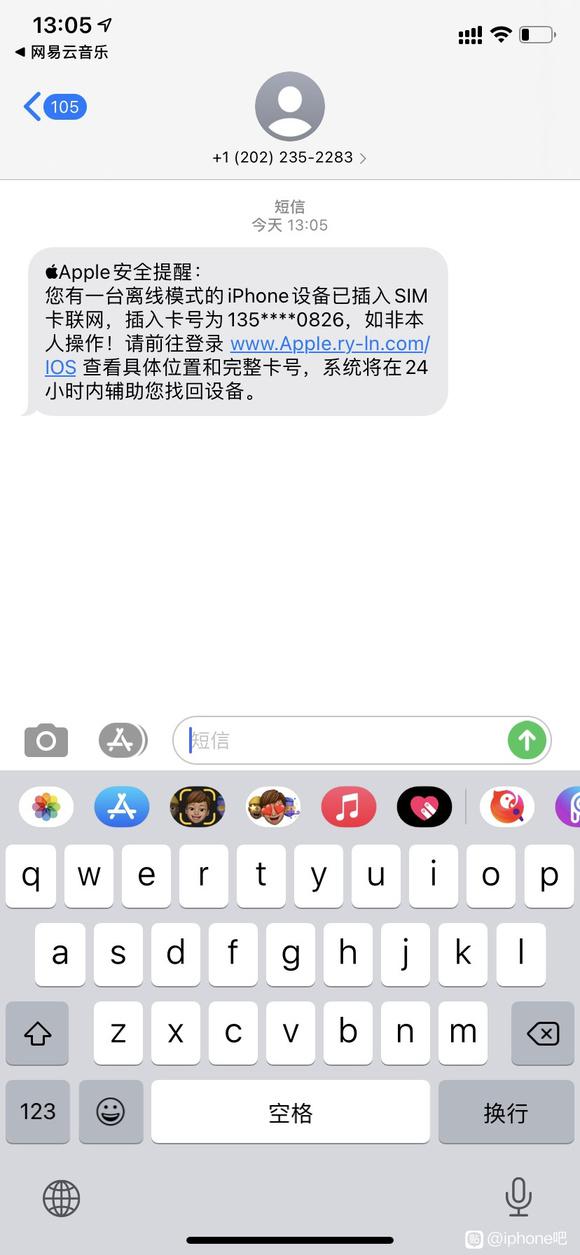 13:05
网易云音乐
105
+1 (202) 235-2283
短信
今天 13:05
Apple安全提醒：
您有一台离线模式的iPhone设备已插入SIM
卡联网，插入卡号为135****0826，如非本
人操作！请前往登录 www.Apple.ry-In.com/
IOS 查看具体位置和完整卡号，系统将在24
小时内辅助您找回设备。
短信
q w e r t y u i o p
a s d f g h j k l
z x c v b n m
123 空格 换行
贴 @iphone吧